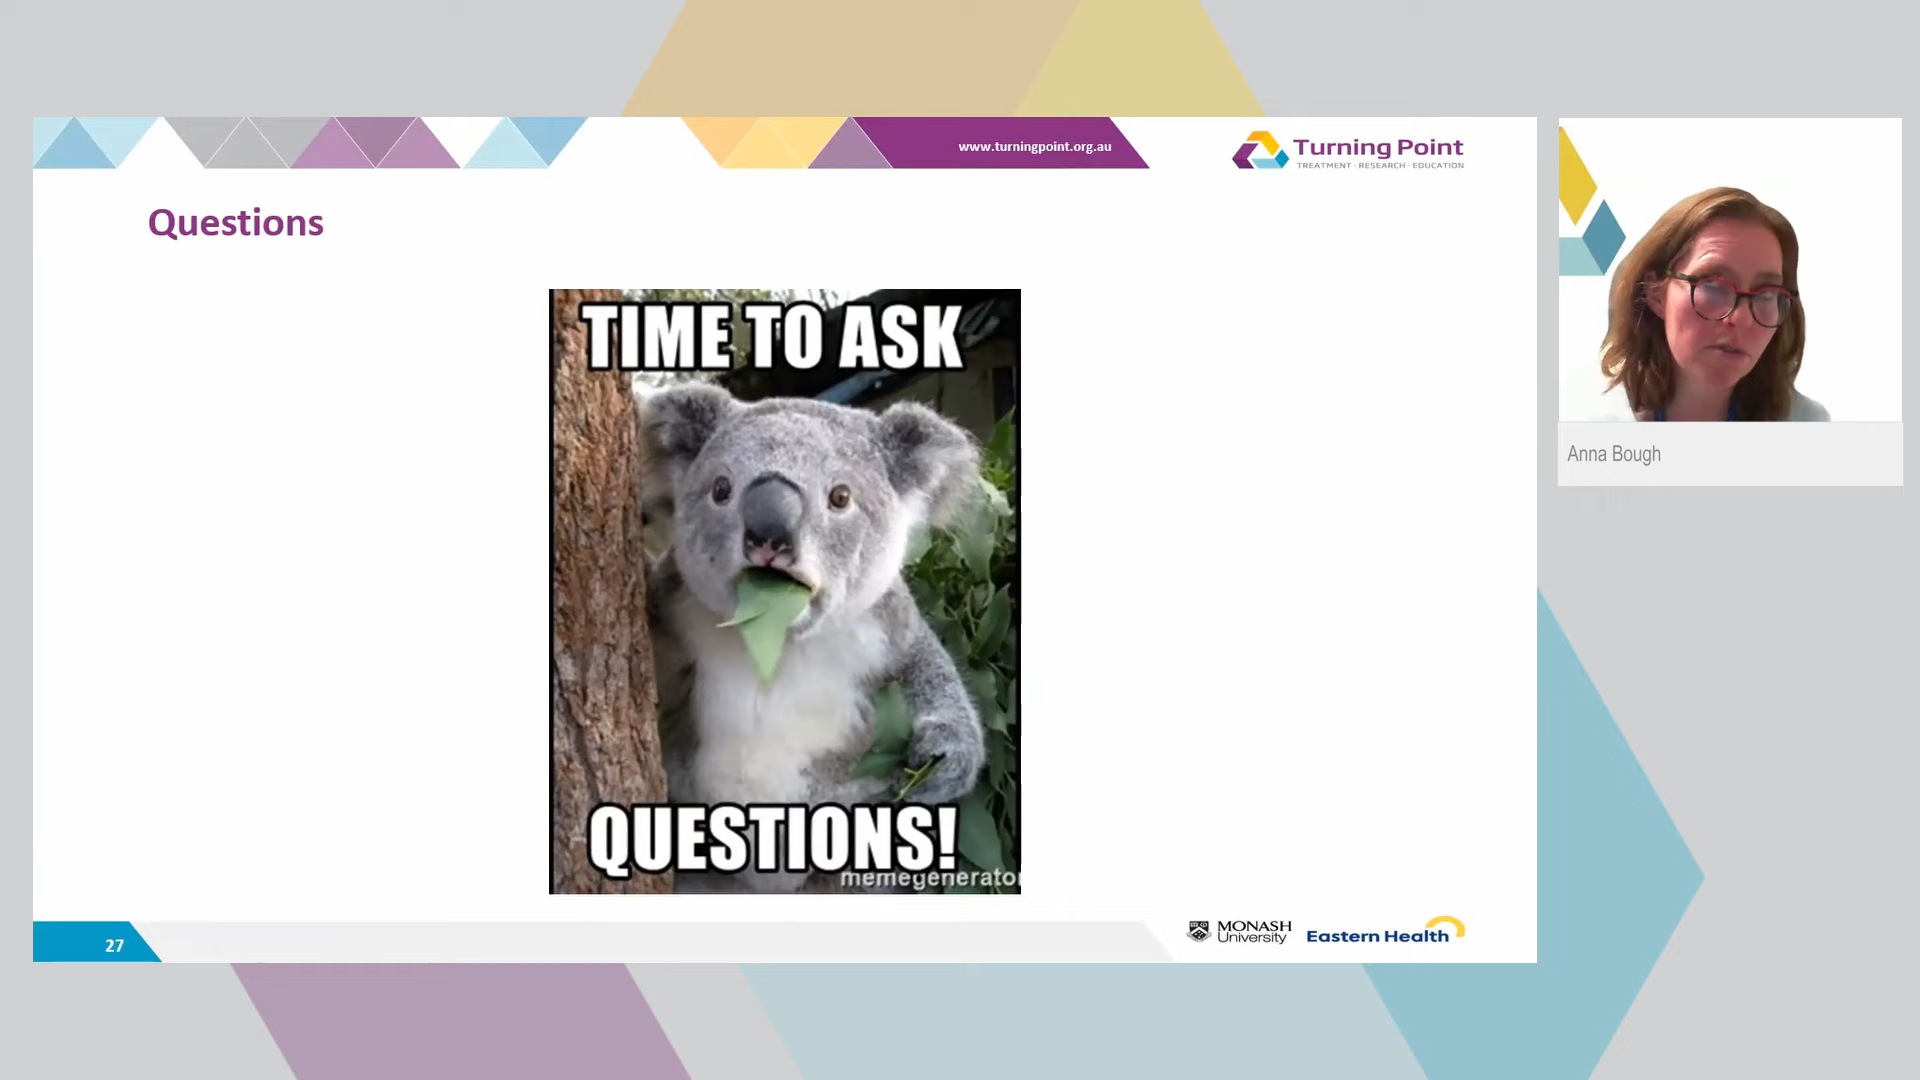 www.turningpoint.org.au
Turning Point
TREATMENT · RESEARCH · EDUCATION
Questions
TIME TO ASK
QUESTIONS!
memegenerator
Anna Bough
27
MONASH
University
Eastern Health